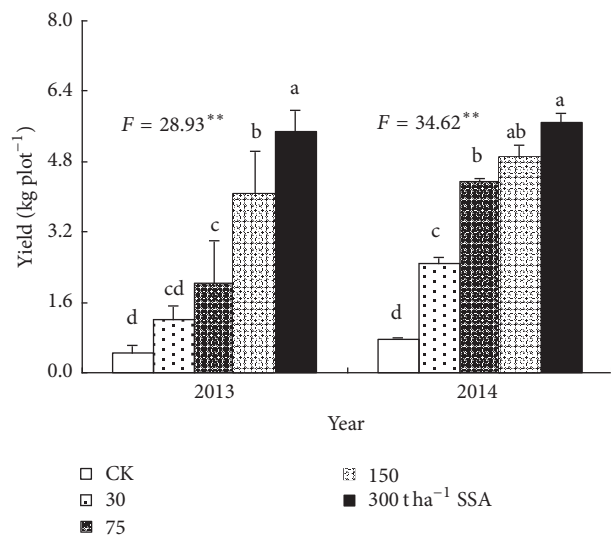 8.0
6.4
4.8
3.2
1.6
0.0
Yield (kg plot⁻¹)
F = 28.93**
F = 34.62**
d
cd
c
b
a
d
c
b
ab
a
2013
2014
Year
CK
30
75
150
300 t ha⁻¹ SSA